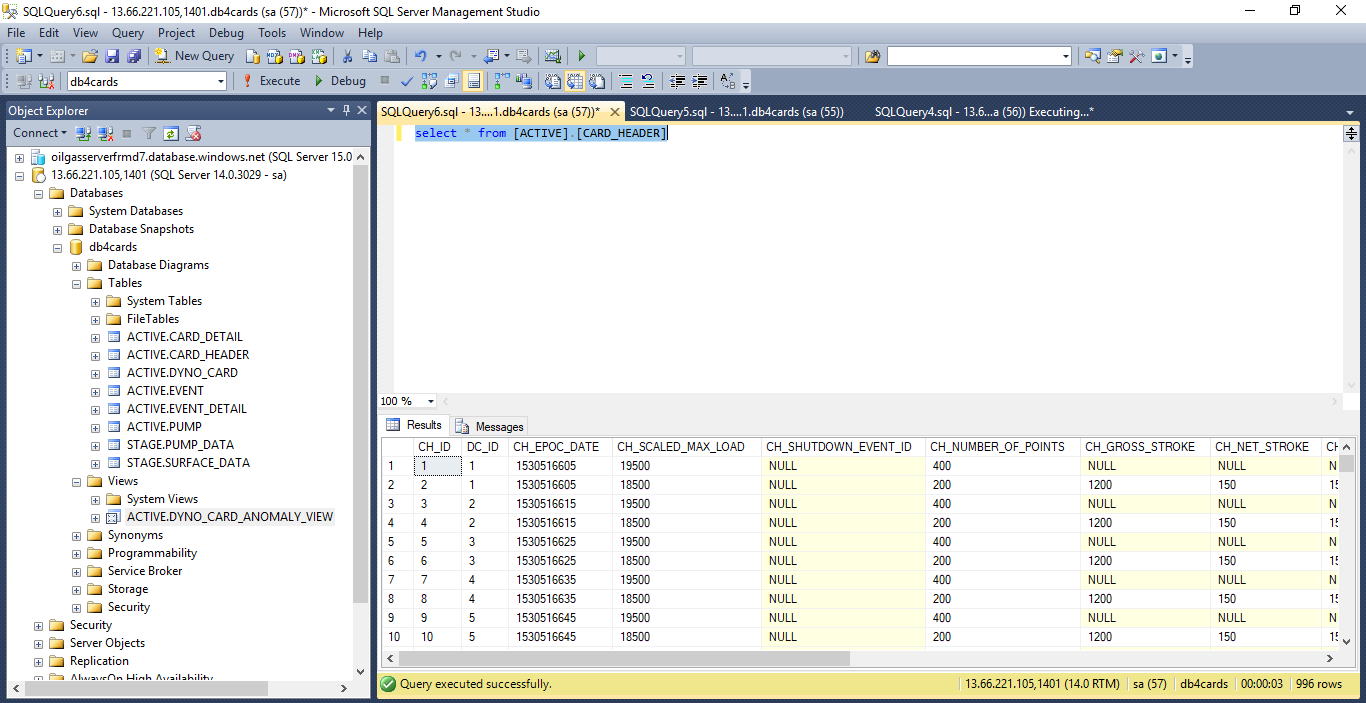 SQLQuery6.sql - 13.66.221.105,1401.db4cards (sa (57))* - Microsoft SQL Server Management Studio
File Edit View Query Project Debug Tools Window Help
New Query
db4cards Execute Debug
Object Explorer
Connect
oilgasserverfrmd7.database.windows.net (SQL Server 15.0
13.66.221.105,1401 (SQL Server 14.0.3029 - sa)
Databases
System Databases
Database Snapshots
db4cards
Database Diagrams
Tables
System Tables
FileTables
ACTIVE.CARD_DETAIL
ACTIVE.CARD_HEADER
ACTIVE.DYNO_CARD
ACTIVE.EVENT
ACTIVE.EVENT_DETAIL
ACTIVE.PUMP
STAGE.PUMP_DATA
STAGE.SURFACE_DATA
Views
System Views
ACTIVE.DYNO_CARD_ANOMALY_VIEW
Synonyms
Programmability
Service Broker
Storage
Security
Security
Server Objects
Replication
AlwaysOn High Availability
SQLQuery6.sql - 13....1.db4cards (sa (57))* SQLQuery5.sql - 13....1.db4cards (sa (55)) SQLQuery4.sql - 13.6...a (56)) Executing...*
select * from [ACTIVE].[CARD_HEADER]
100 %
Results Messages
CH_ID DC_ID CH_EPOC_DATE CH_SCALED_MAX_LOAD CH_SHUTDOWN_EVENT_ID CH_NUMBER_OF_POINTS CH_GROSS_STROKE CH_NET_STROKE CH
1 1 1 1530516605 19500 NULL 400 NULL NULL N
2 2 1 1530516605 18500 NULL 200 1200 150 15
3 3 2 1530516615 19500 NULL 400 NULL NULL N
4 4 2 1530516615 18500 NULL 200 1200 150 15
5 5 3 1530516625 19500 NULL 400 NULL NULL N
6 6 3 1530516625 18500 NULL 200 1200 150 15
7 7 4 1530516635 19500 NULL 400 NULL NULL N
8 8 4 1530516635 18500 NULL 200 1200 150 15
9 9 5 1530516645 19500 NULL 400 NULL NULL N
10 10 5 1530516645 18500 NULL 200 1200 150 15
Query executed successfully. 13.66.221.105,1401 (14.0 RTM) sa (57) db4cards 00:00:03 996 rows